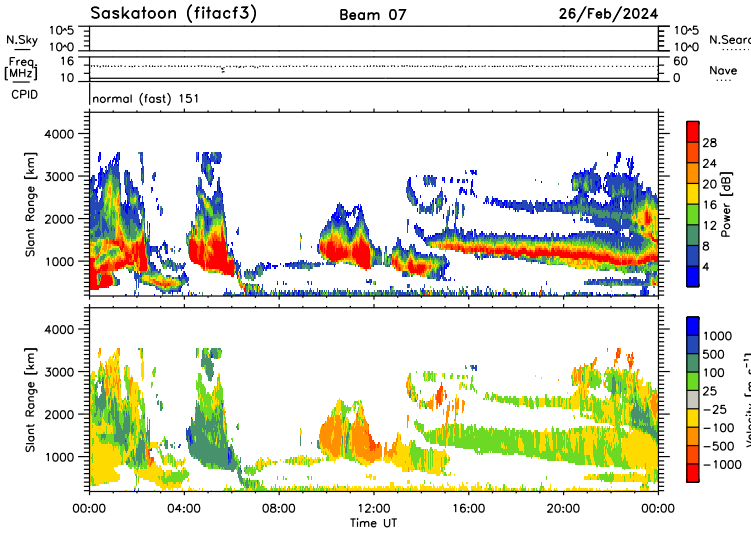 Saskatoon (fitacf3) Beam 07 26/Feb/2024
N.Sky 10^5 10^0 10^5 10^0 N.Searc
Freq. [MHz] 16 10 60 0 Nave
CPID normal (fast) 151
Slant Range [km] 4000 3000 2000 1000
28 24 20 16 12 8 4 Power [dB]
Slant Range [km] 4000 3000 2000 1000
1000 500 100 25 -25 -100 -500 -1000 Velocity [m s^-1]
00:00 04:00 08:00 12:00 16:00 20:00 00:00
Time UT